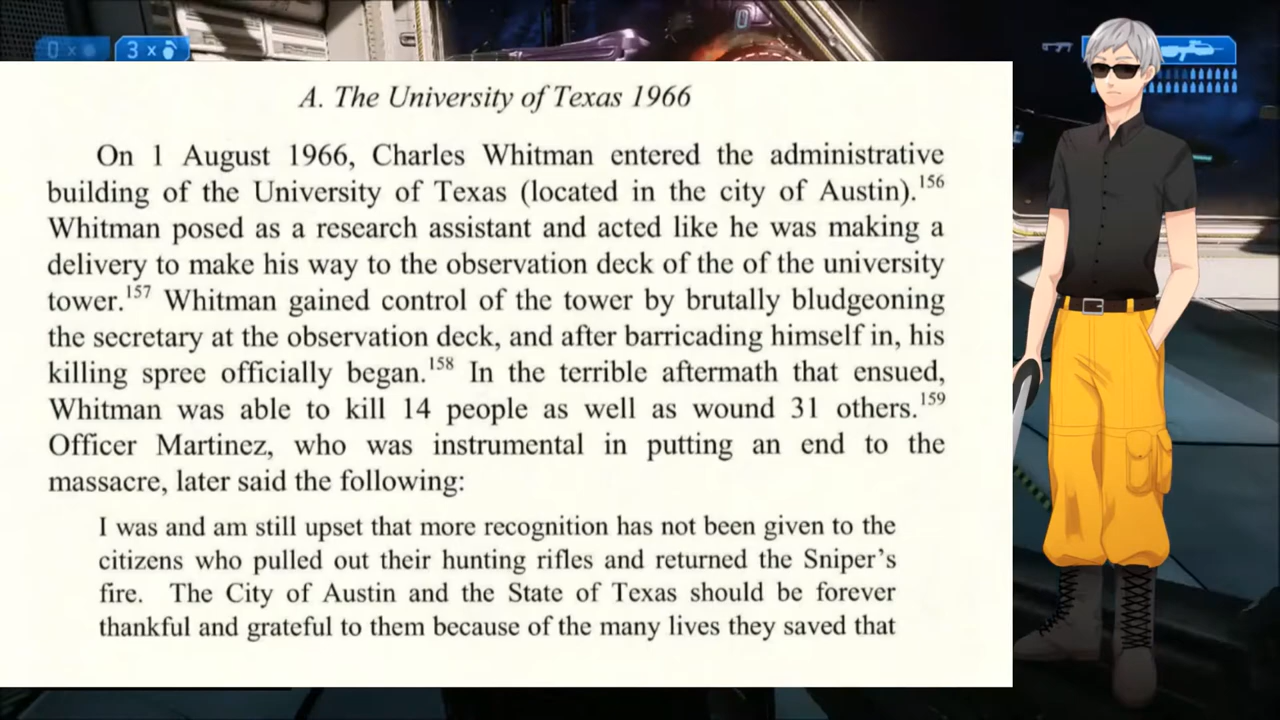 0 x
3 x
0
A. The University of Texas 1966
On 1 August 1966, Charles Whitman entered the administrative
building of the University of Texas (located in the city of Austin).156
Whitman posed as a research assistant and acted like he was making a
delivery to make his way to the observation deck of the of the university
tower.157 Whitman gained control of the tower by brutally bludgeoning
the secretary at the observation deck, and after barricading himself in, his
killing spree officially began.158 In the terrible aftermath that ensued,
Whitman was able to kill 14 people as well as wound 31 others.159
Officer Martinez, who was instrumental in putting an end to the
massacre, later said the following:
I was and am still upset that more recognition has not been given to the
citizens who pulled out their hunting rifles and returned the Sniper's
fire. The City of Austin and the State of Texas should be forever
thankful and grateful to them because of the many lives they saved that